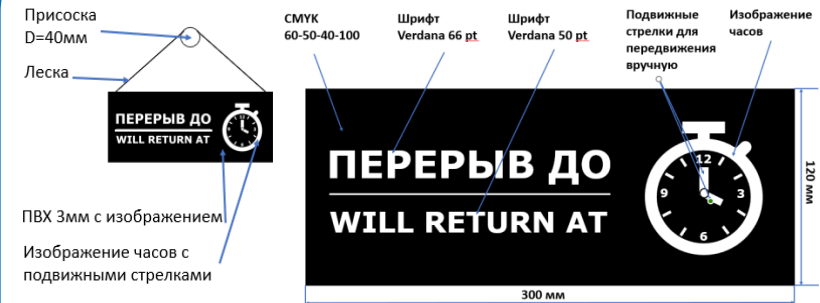 Присоска
D=40мм
Леска
ПЕРЕРЫВ ДО
WILL RETURN AT
ПВХ 3мм с изображением
Изображение часов с
подвижными стрелками
CMYK
60-50-40-100
Шрифт
Verdana 66 pt
Шрифт
Verdana 50 pt
Подвижные
стрелки для
передвижения
вручную
Изображение
часов
ПЕРЕРЫВ ДО
WILL RETURN AT
12
9
3
6
120 мм
300 мм